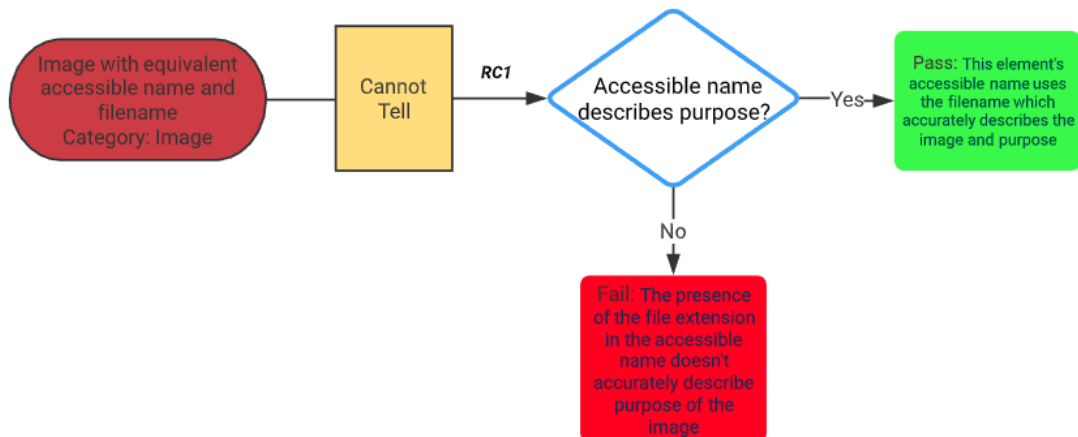 Image with equivalent
accessible name and
filename
Category: Image
Cannot
Tell
RC1
Accessible name
describes purpose?
Yes
Pass: This element's
accessible name uses
the filename which
accurately describes the
image and purpose
No
Fail: The presence
of the file extension
in the accessible
name doesn't
accurately describe
purpose of the
image